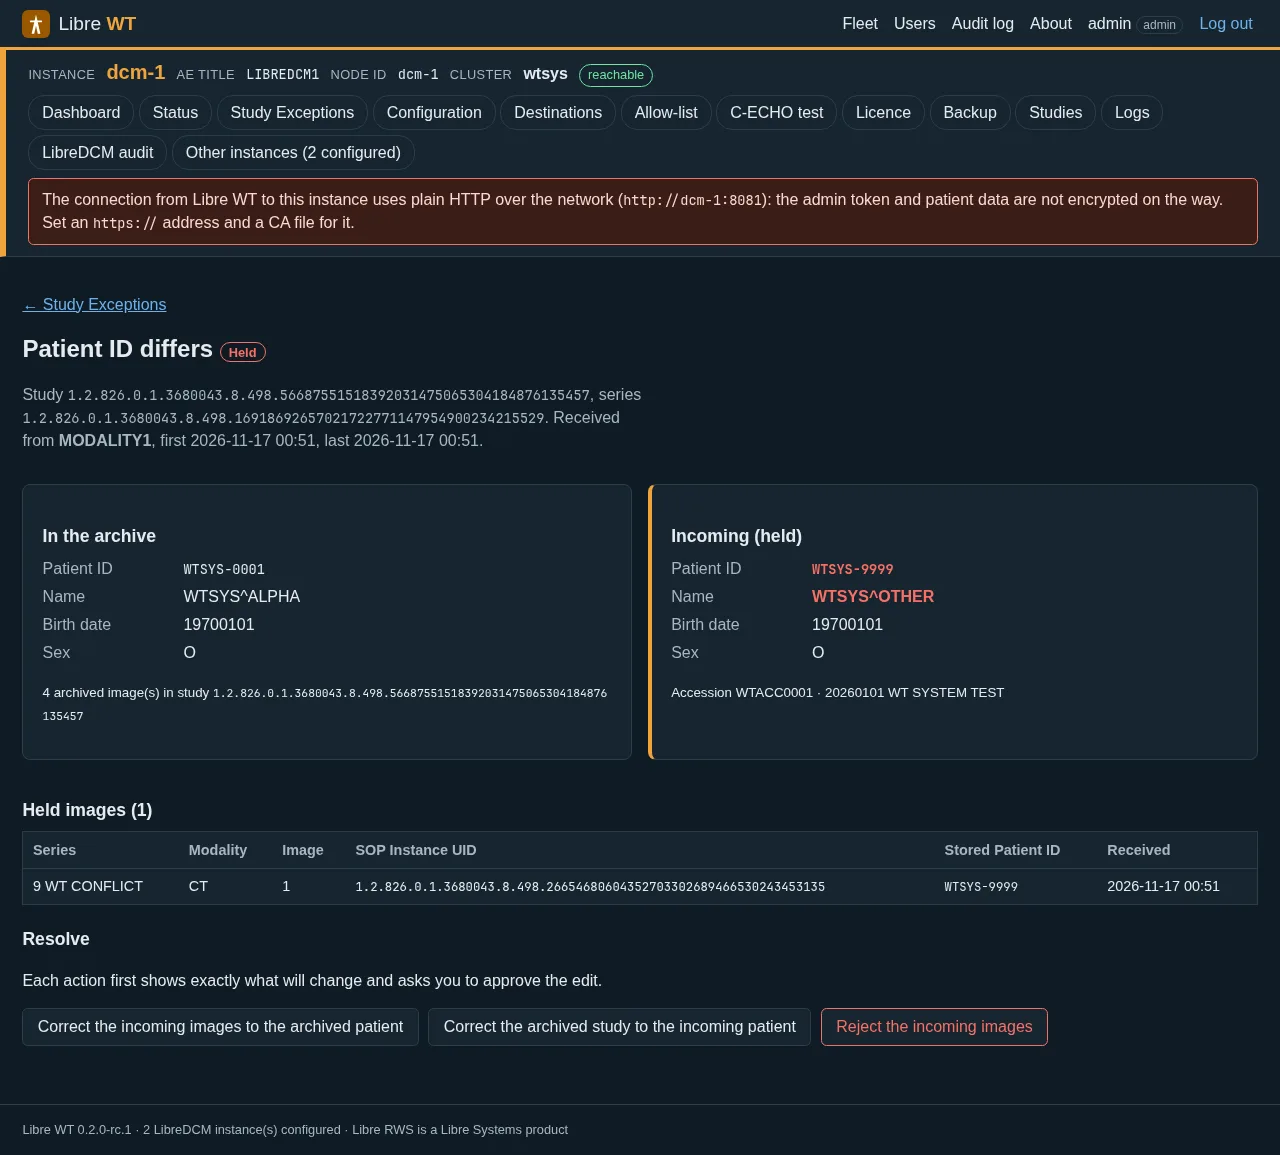 Libre WT
Fleet Users Audit log About admin admin Log out
INSTANCE dcm-1 AE TITLE LIBREDCM1 NODE ID dcm-1 CLUSTER wtsys reachable
Dashboard Status Study Exceptions Configuration Destinations Allow-list C-ECHO test Licence Backup Studies Logs
LibreDCM audit Other instances (2 configured)
The connection from Libre WT to this instance uses plain HTTP over the network (http://dcm-1:8081): the admin token and patient data are not encrypted on the way.
Set an https:// address and a CA file for it.
← Study Exceptions
Patient ID differs Held
Study 1.2.826.0.1.3680043.8.498.56687551518392031475065304184876135457, series
1.2.826.0.1.3680043.8.498.16918692657021722771147954900234215529. Received
from MODALITY1, first 2026-11-17 00:51, last 2026-11-17 00:51.
In the archive
Patient ID WTSYS-0001
Name WTSYS^ALPHA
Birth date 19700101
Sex O
4 archived image(s) in study 1.2.826.0.1.3680043.8.498.56687551518392031475065304184876
135457
Incoming (held)
Patient ID WTSYS-9999
Name WTSYS^OTHER
Birth date 19700101
Sex O
Accession WTACC0001 · 20260101 WT SYSTEM TEST
Held images (1)
Series Modality Image SOP Instance UID Stored Patient ID Received
9 WT CONFLICT CT 1 1.2.826.0.1.3680043.8.498.26654680604352703302689466530243453135 WTSYS-9999 2026-11-17 00:51
Resolve
Each action first shows exactly what will change and asks you to approve the edit.
Correct the incoming images to the archived patient Correct the archived study to the incoming patient Reject the incoming images
Libre WT 0.2.0-rc.1 · 2 LibreDCM instance(s) configured · Libre RWS is a Libre Systems product